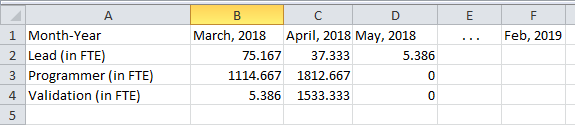 A B C D E F
1 Month-Year March, 2018 April, 2018 May, 2018 ... Feb, 2019
2 Lead (in FTE) 75.167 37.333 5.386
3 Programmer (in FTE) 1114.667 1812.667 0
4 Validation (in FTE) 5.386 1533.333 0
5